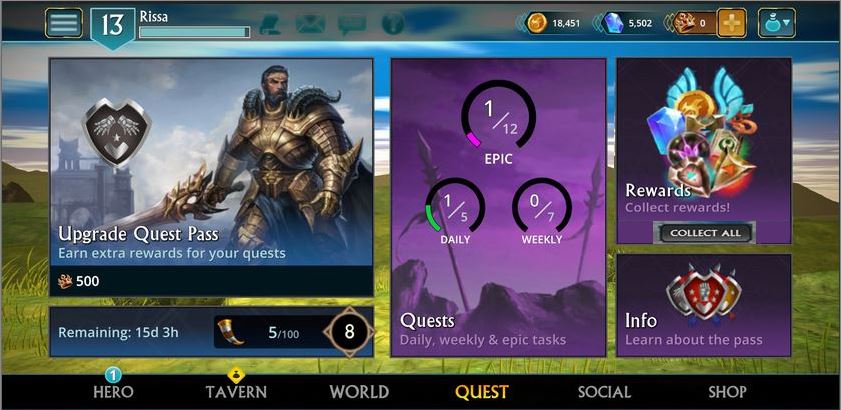 13
Rissa
18,451
5,502
0
Upgrade Quest Pass
Earn extra rewards for your quests
500
Remaining: 15d 3h
5/100
8
1/12
EPIC
1/5
DAILY
0/7
WEEKLY
Quests
Daily, weekly & epic tasks
Rewards
Collect rewards!
COLLECT ALL
Info
Learn about the pass
1
HERO
TAVERN
WORLD
QUEST
SOCIAL
SHOP